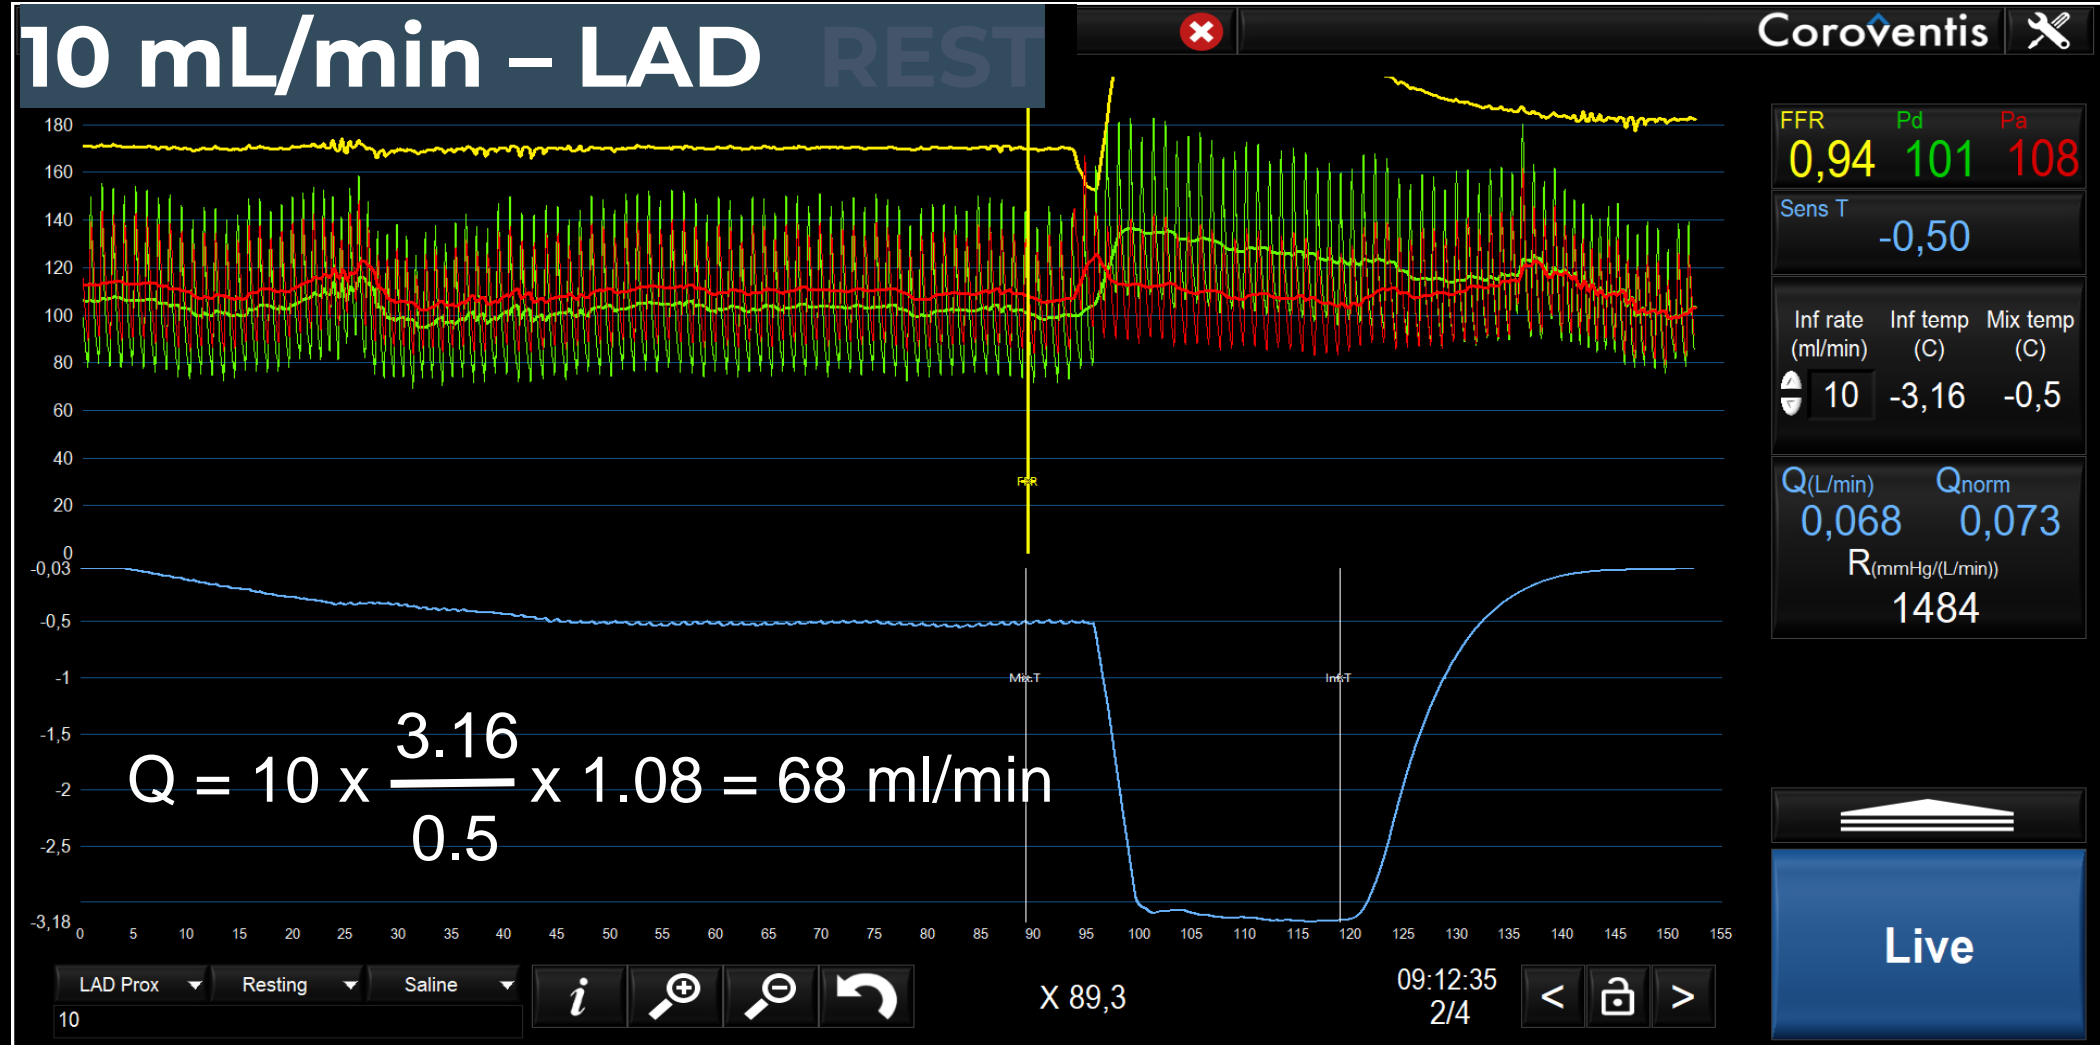 10 mL/min – LAD REST
Coroventis
180
160
140
120
100
80
60
40
20
0
FFR
FFR Pd Pa
0,94 101 108
Sens T
-0,50
Inf rate Inf temp Mix temp
(ml/min) (C) (C)
10 -3,16 -0,5
Q(L/min) Qnorm
0,068 0,073
R(mmHg/(L/min))
1484
-0,03
-0,5
-1
-1,5
-2
-2,5
-3,18
Mix T Inf T
Q = 10 x 3.16 / 0.5 x 1.08 = 68 ml/min
0 5 10 15 20 25 30 35 40 45 50 55 60 65 70 75 80 85 90 95 100 105 110 115 120 125 130 135 140 145 150 155
LAD Prox Resting Saline
10
i
X 89,3
09:12:35
2/4
< >
Live